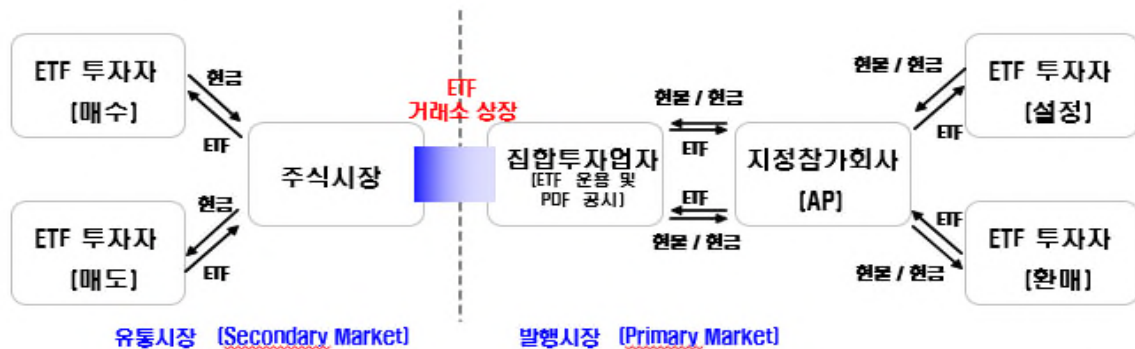 ETF 투자자
(매수)
현금
ETF
ETF 투자자
(매도)
현금
ETF
주식시장
ETF
거래소 상장
집합투자업자
(ETF 운용 및
PDF 공시)
현물 / 현금
ETF
ETF
현물 / 현금
지정참가회사
(AP)
현물 / 현금
ETF
ETF 투자자
(설정)
ETF
현물 / 현금
ETF 투자자
(환매)
유통시장 (Secondary Market)
발행시장 (Primary Market)